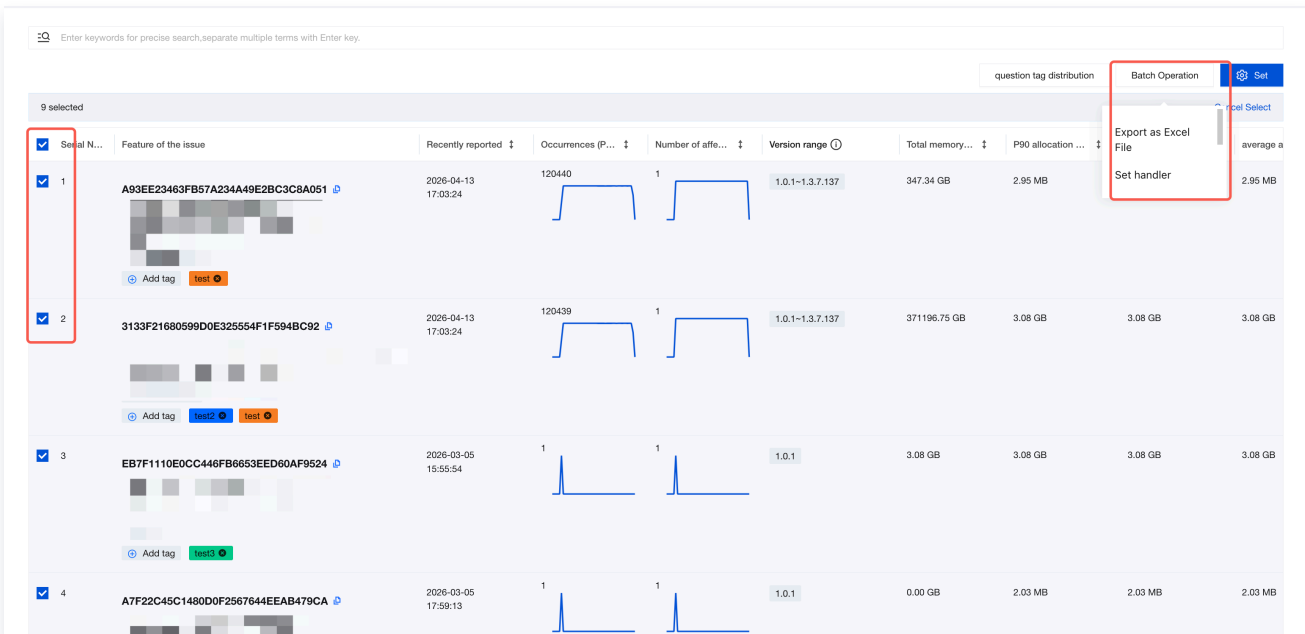 Enter keywords for precise search,separate multiple terms with Enter key.
question tag distribution
Batch Operation
Set
9 selected
Cancel Select
Export as Excel
File
Set handler
Serial N...
Feature of the issue
Recently reported
Occurrences (P...
Number of affe...
Version range
Total memory...
P90 allocation ...
average a
1
A93EE23463FB57A234A49E2BC3C8A051
2026-04-13
17:03:24
120440
1
1.0.1~1.3.7.137
347.34 GB
2.95 MB
2.95 MB
Add tag
test
2
3133F21680599D0E325554F1F594BC92
2026-04-13
17:03:24
120439
1
1.0.1~1.3.7.137
371196.75 GB
3.08 GB
3.08 GB
3.08 GB
Add tag
test2
test
3
EB7F1110E0CC446FB6653EED60AF9524
2026-03-05
15:55:54
1
1
1.0.1
3.08 GB
3.08 GB
3.08 GB
3.08 GB
Add tag
test3
4
A7F22C45C1480D0F2567644EEAB479CA
2026-03-05
17:59:13
1
1
1.0.1
0.00 GB
2.03 MB
2.03 MB
2.03 MB